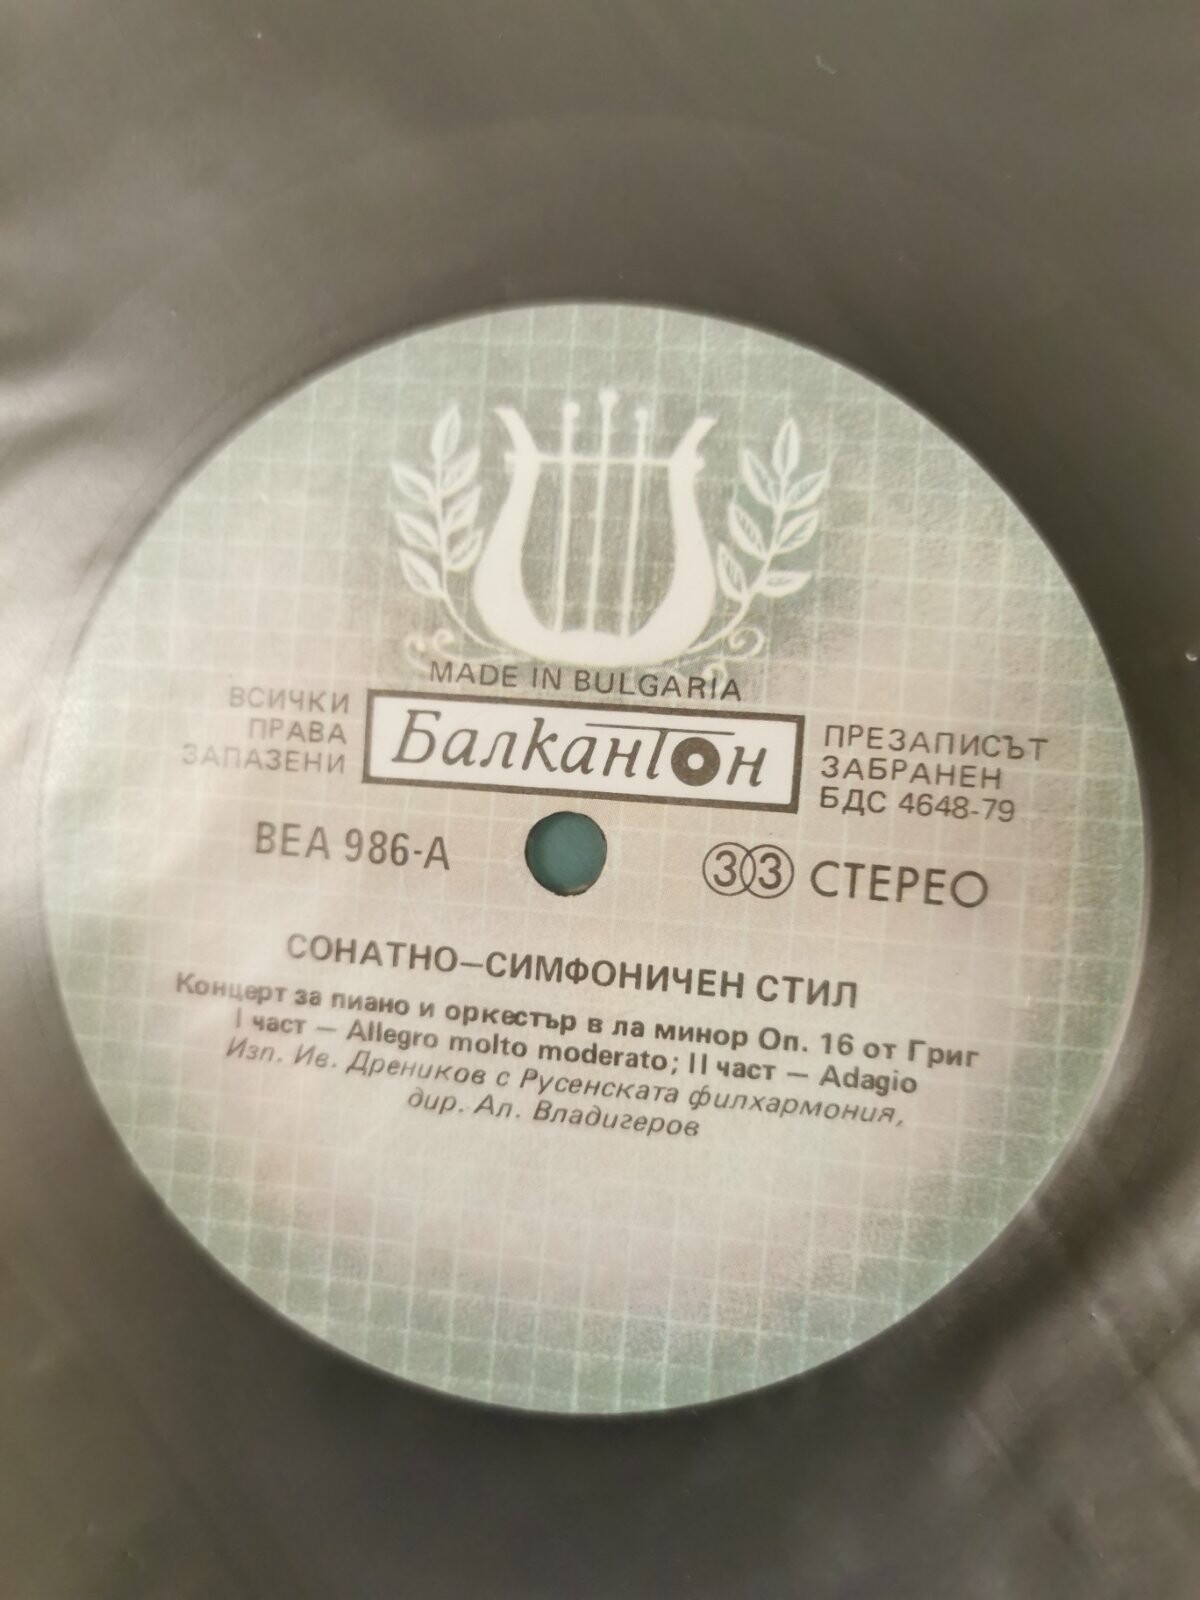 MADE IN BULGARIA
ВСИЧКИ
ПРАВА
ЗАПАЗЕНИ
Балкантон
ПРЕЗАПИСЪТ
ЗАБРАНЕН
БДС 4648-79
ВЕА 986-А
33 СТЕРЕО
СОНАТНО—СИМФОНИЧЕН СТИЛ
Концерт за пиано и оркестър в ла минор Оп. 16 от Григ
I част — Allegro molto moderato; II част — Adagio
Изп. Ив. Дреников с Русенската филхармония,
дир. Ал. Владигеров